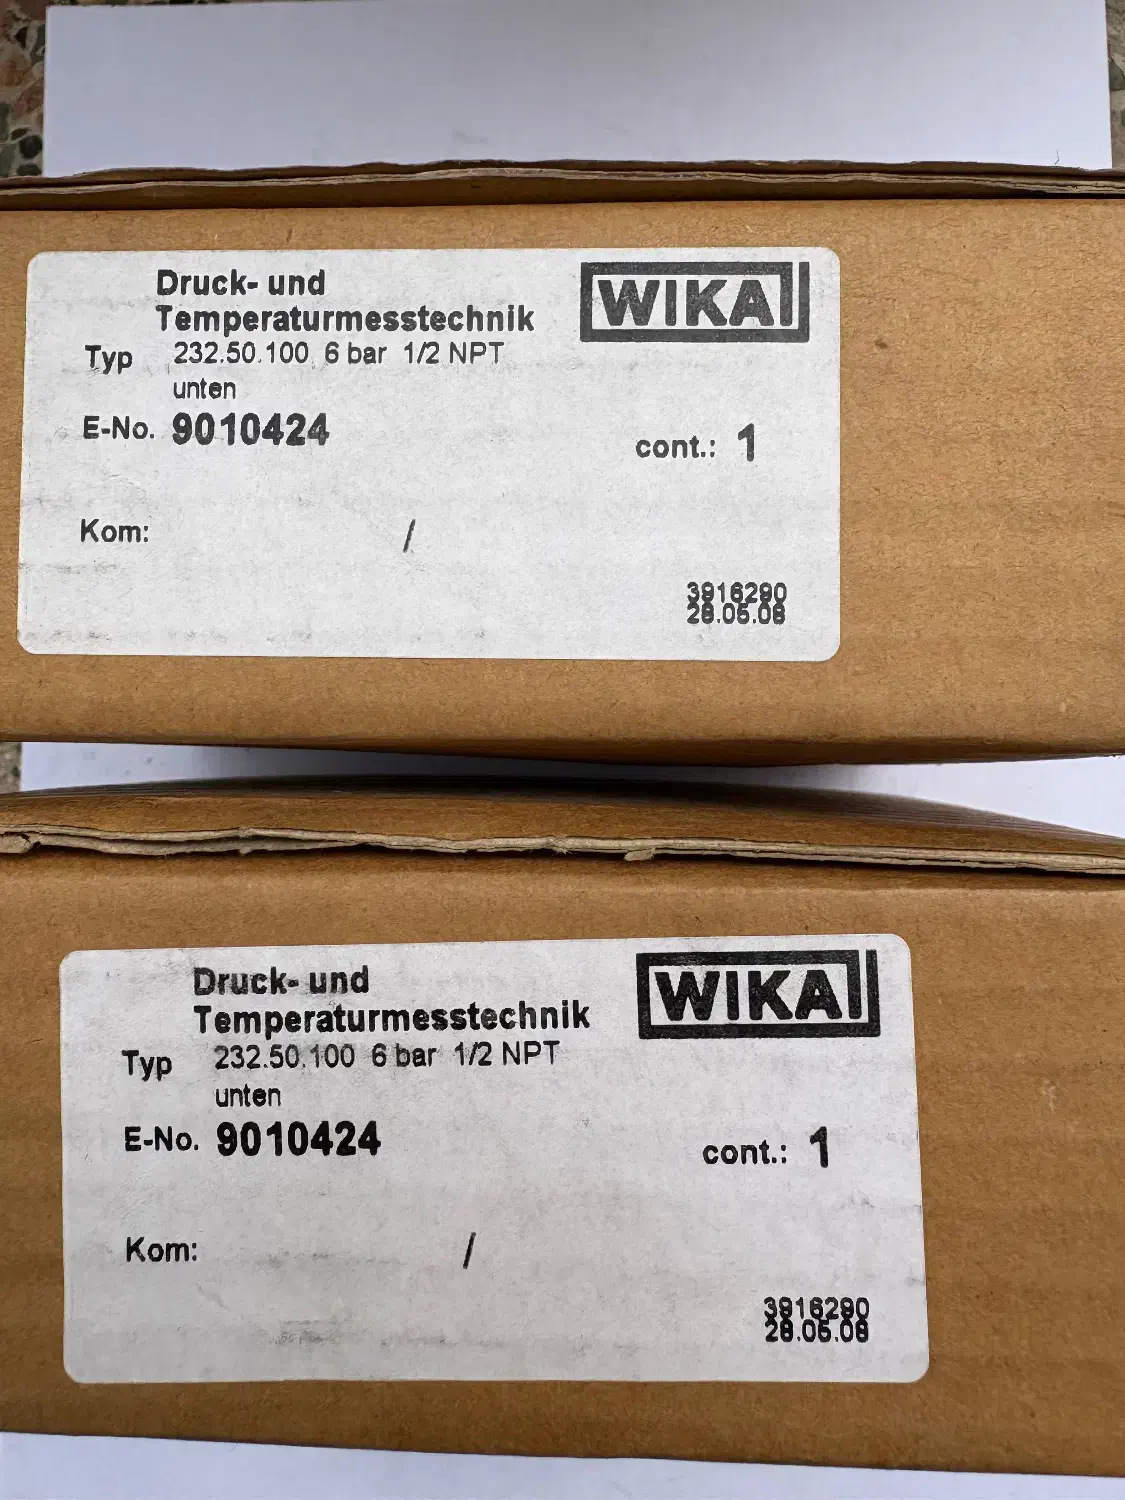 Druck- und
Temperaturmesstechnik
WIKA
Typ 232.50.100 6 bar 1/2 NPT
unten
E-No. 9010424
cont.: 1
Kom: /
3916290
28.05.08
Druck- und
Temperaturmesstechnik
WIKA
Typ 232.50.100 6 bar 1/2 NPT
unten
E-No. 9010424
cont.: 1
Kom: /
3916290
28.05.08